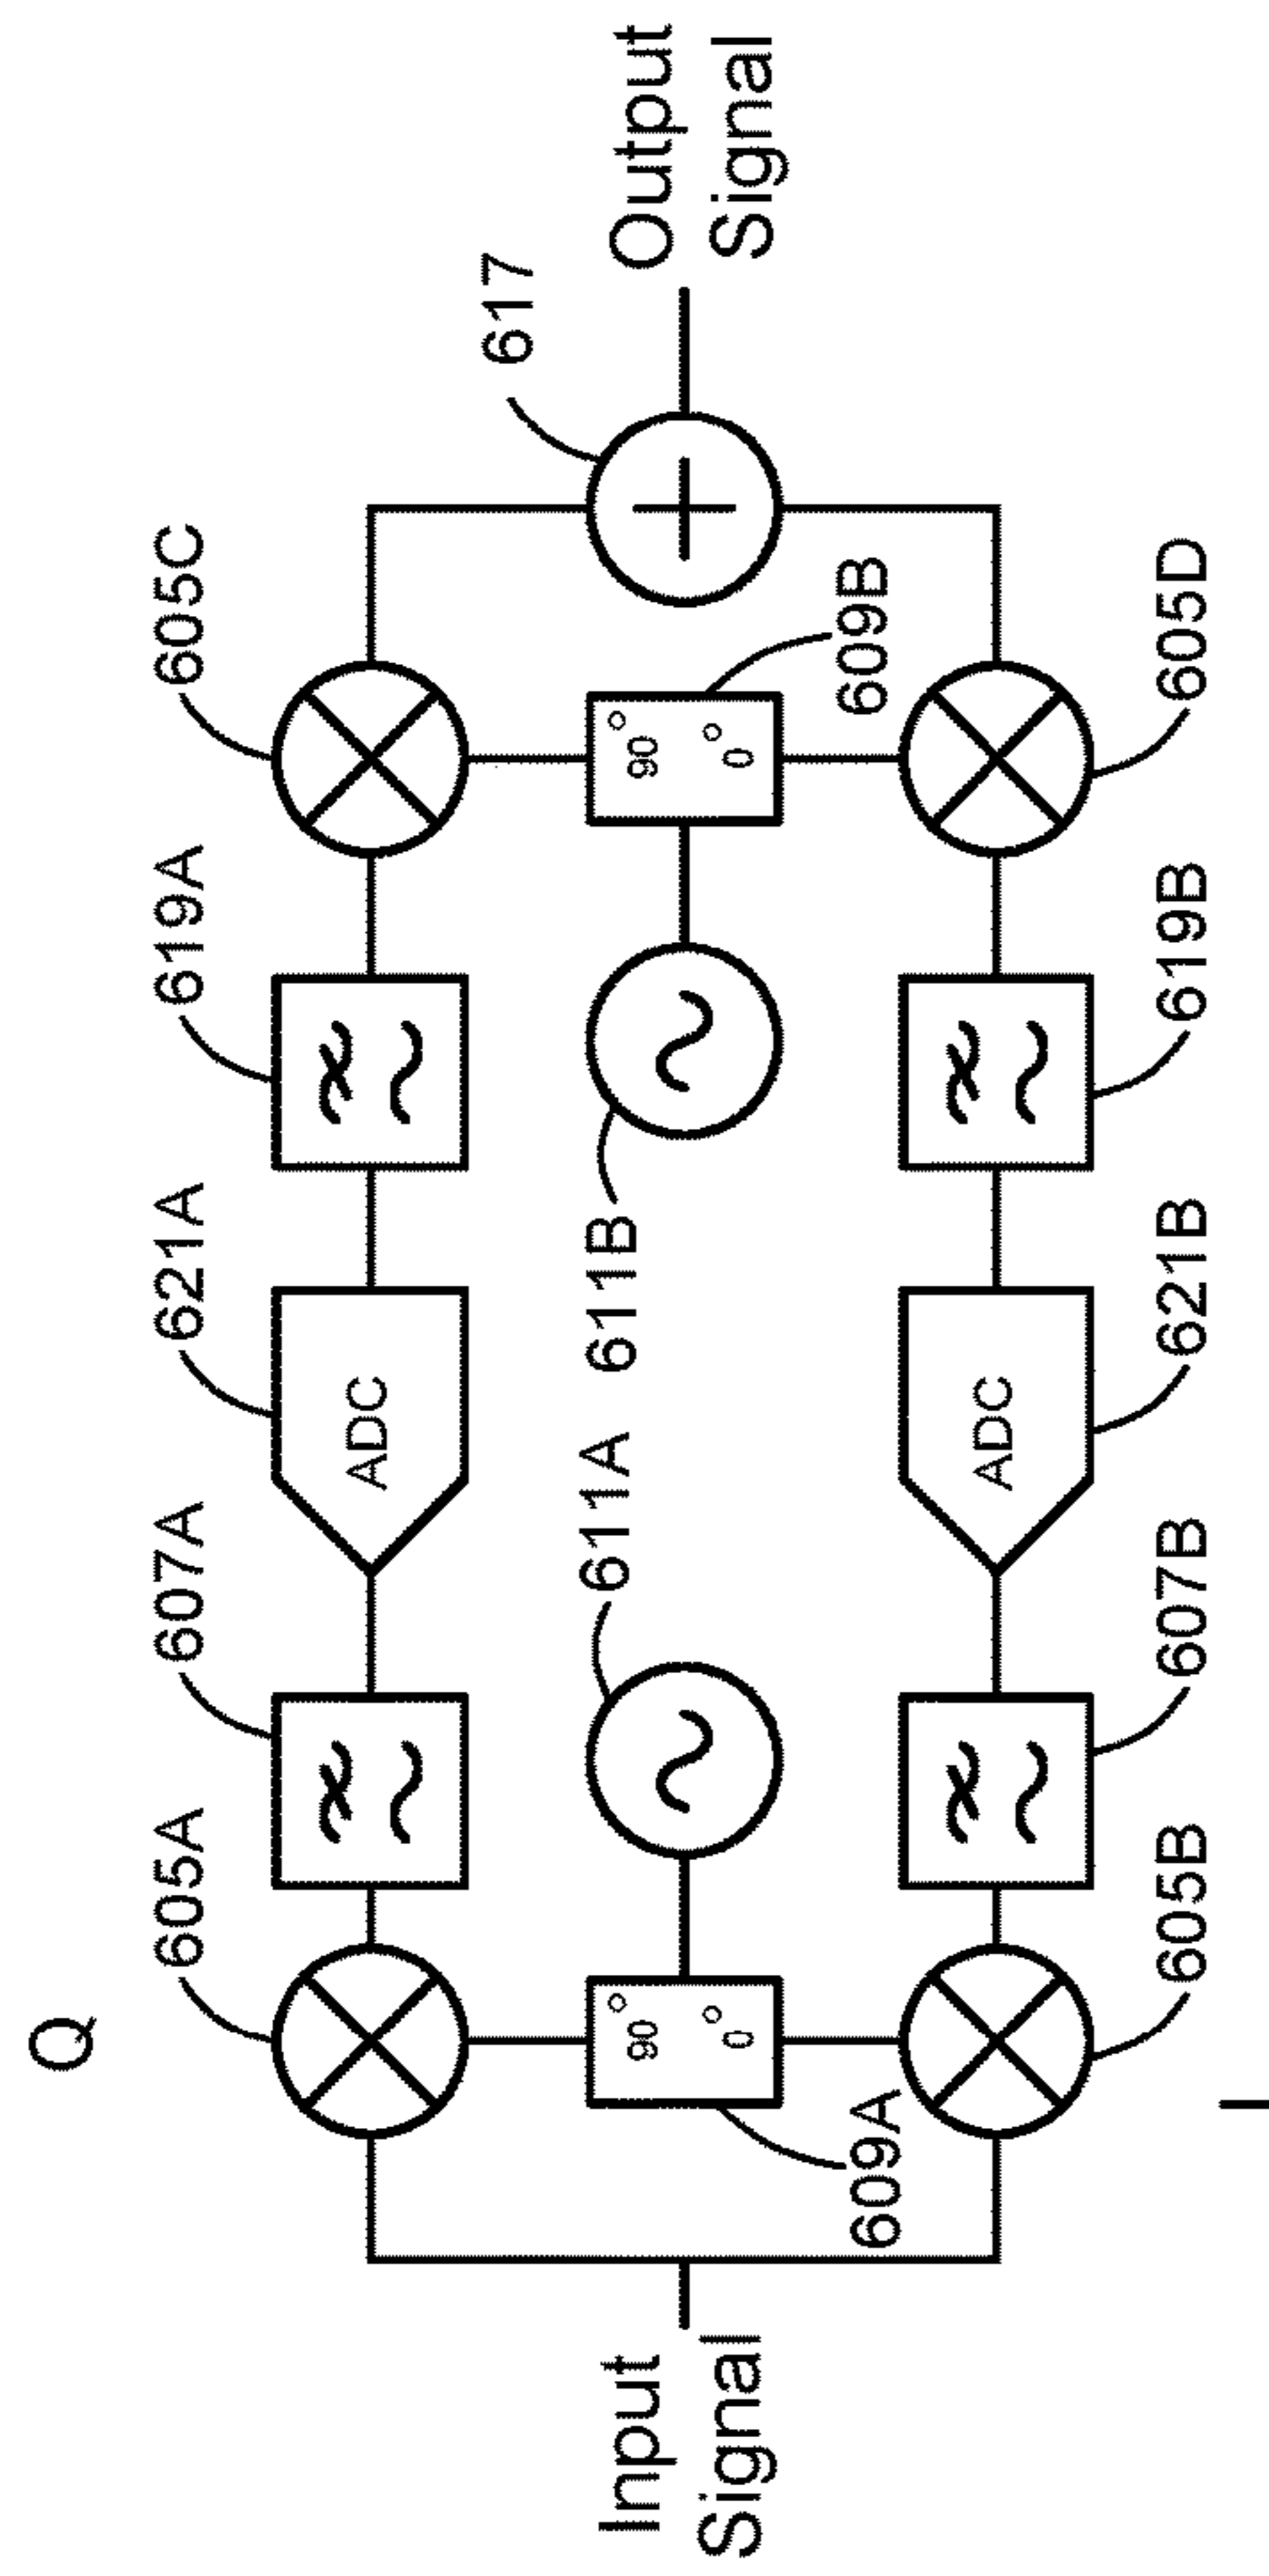 Q
605A
607A
621A
619A
605C
617
Input
Signal
90°
0°
609A
611A
611B
90°
0°
609B
Output
Signal
ADC
ADC
605B
607B
621B
619B
605D
I